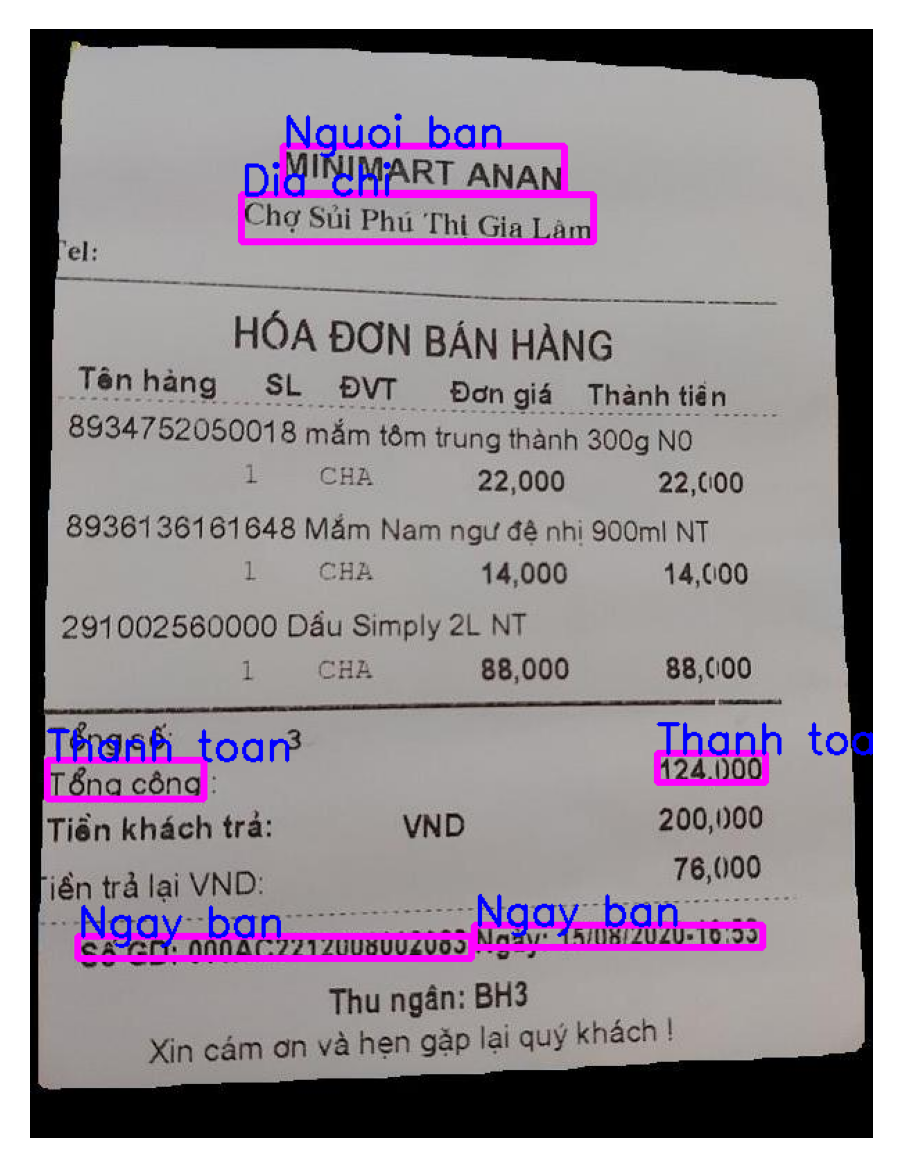 Nguoi ban
MINIMART ANAN
Dia chi
Chợ Sủi Phú Thị Gia Lâm
Tel:
HÓA ĐƠN BÁN HÀNG
Tên hàng SL ĐVT Đơn giá Thành tiền
8934752050018 mắm tôm trung thành 300g N0
1 CHA 22,000 22,000
8936136161648 Mắm Nam ngư đệ nhị 900ml NT
1 CHA 14,000 14,000
291002560000 Dầu Simply 2L NT
1 CHA 88,000 88,000
Tổng số: 3
Thanh toan Thanh toa
Tổng công: 124.000
Tiền khách trả: VND 200,000
Tiền trả lại VND: 76,000
Ngay ban Ngay ban
Số GD: 000AC2212008002083 Ngày: 15/08/2020-16:53
Thu ngân: BH3
Xin cám ơn và hẹn gặp lại quý khách !